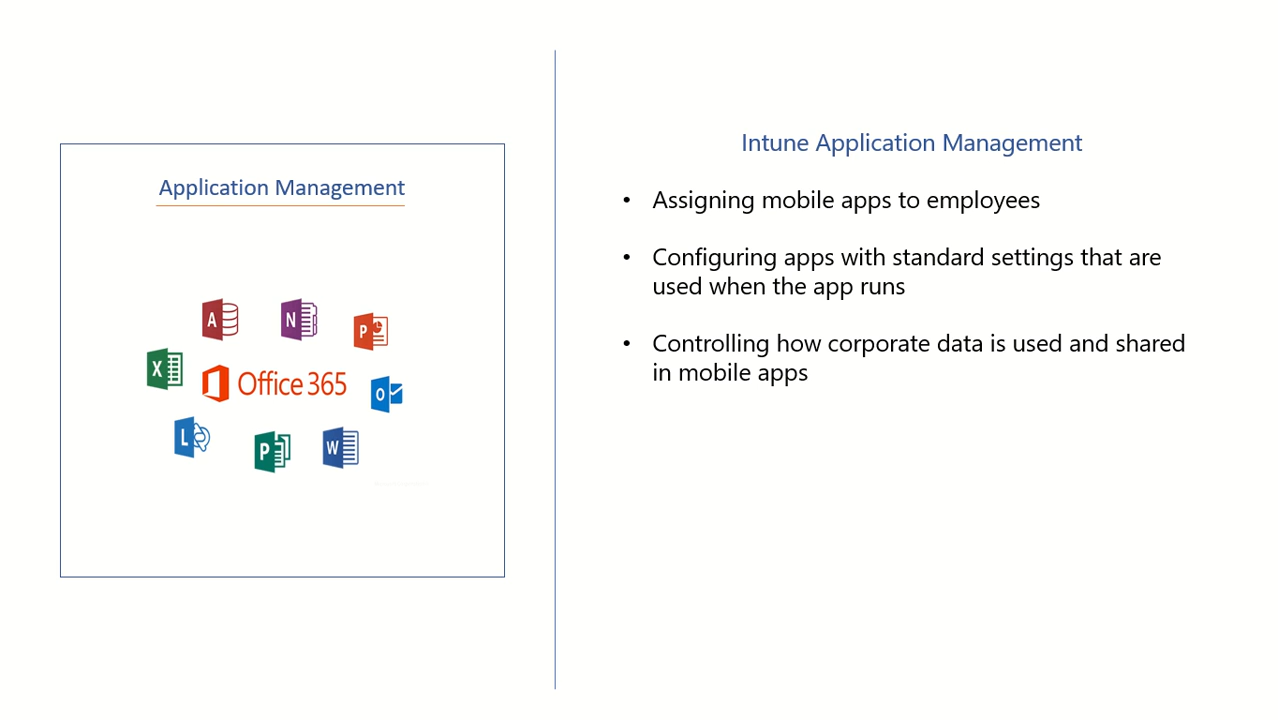 Application Management
A
N
P
X
Office 365
O
L
P
W
Intune Application Management
• Assigning mobile apps to employees
• Configuring apps with standard settings that are
used when the app runs
• Controlling how corporate data is used and shared
in mobile apps